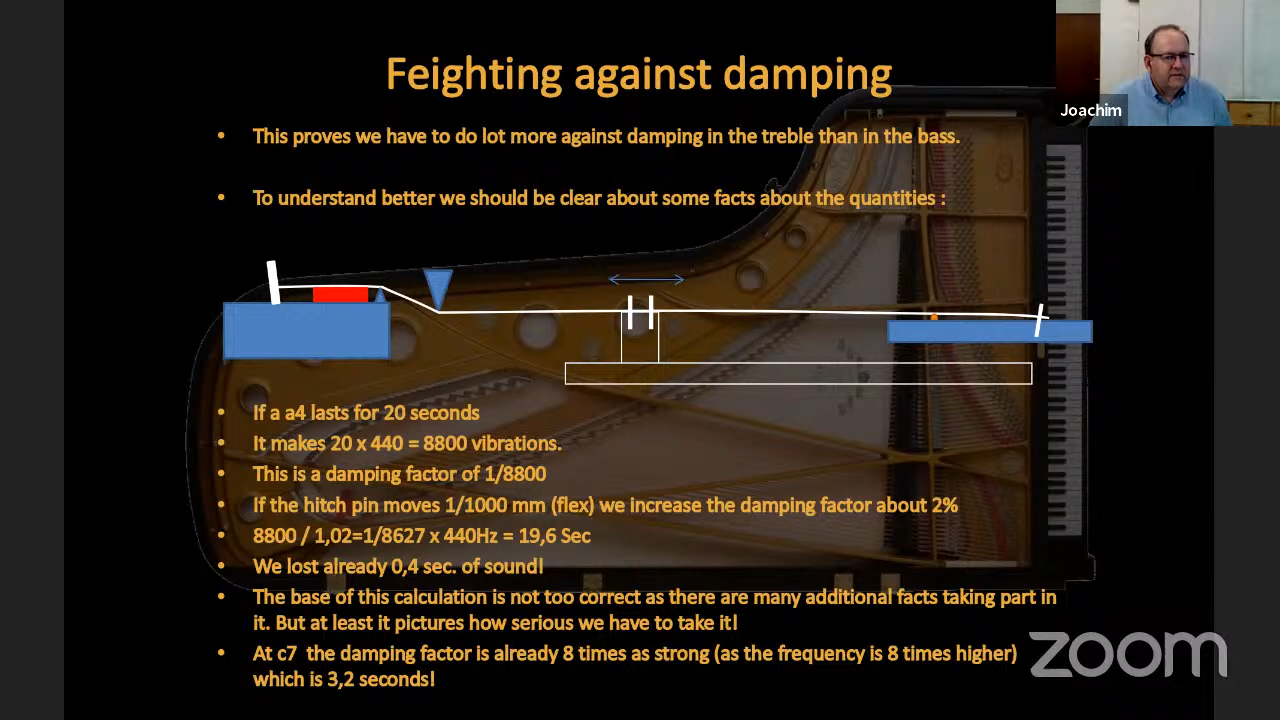 Feighting against damping
Joachim
• This proves we have to do lot more against damping in the treble than in the bass.
• To understand better we should be clear about some facts about the quantities :
• If a a4 lasts for 20 seconds
• It makes 20 x 440 = 8800 vibrations.
• This is a damping factor of 1/8800
• If the hitch pin moves 1/1000 mm (flex) we increase the damping factor about 2%
• 8800 / 1,02=1/8627 x 440Hz = 19,6 Sec
• We lost already 0,4 sec. of sound!
• The base of this calculation is not too correct as there are many additional facts taking part in
it. But at least it pictures how serious we have to take it!
• At c7 the damping factor is already 8 times as strong (as the frequency is 8 times higher)
which is 3,2 seconds!
zoom